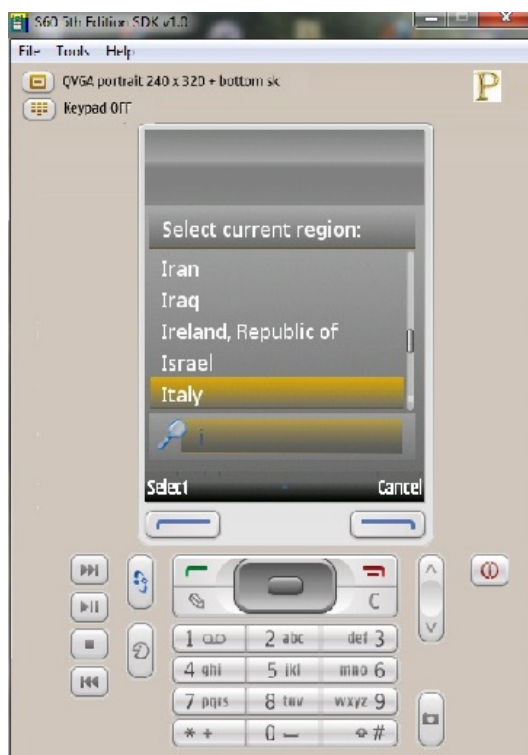 S60 5th Edition SDK v1.0
File Tools Help
QVGA portrait 240 x 320 + bottom sk
P
Keypad OFF
Select current region:
Iran
Iraq
Ireland, Republic of
Israel
Italy
i
Select Cancel
C
1 2 abc def 3
4 ghi 5 jkl mno 6
7 pqrs 8 tuv wxyz 9
* + 0 #